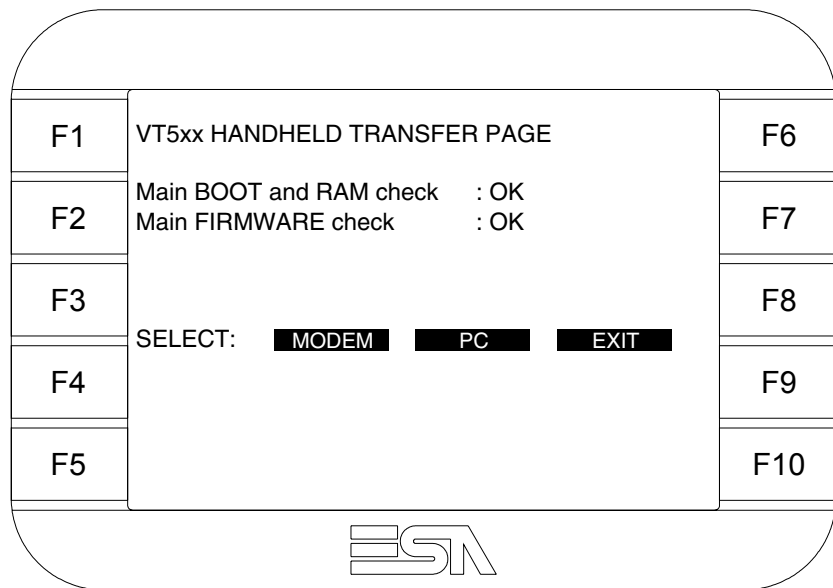 F1
F2
F3
F4
F5
VT5xx HANDHELD TRANSFER PAGE
Main BOOT and RAM check : OK
Main FIRMWARE check : OK
SELECT: MODEM PC EXIT
F6
F7
F8
F9
F10
ESA